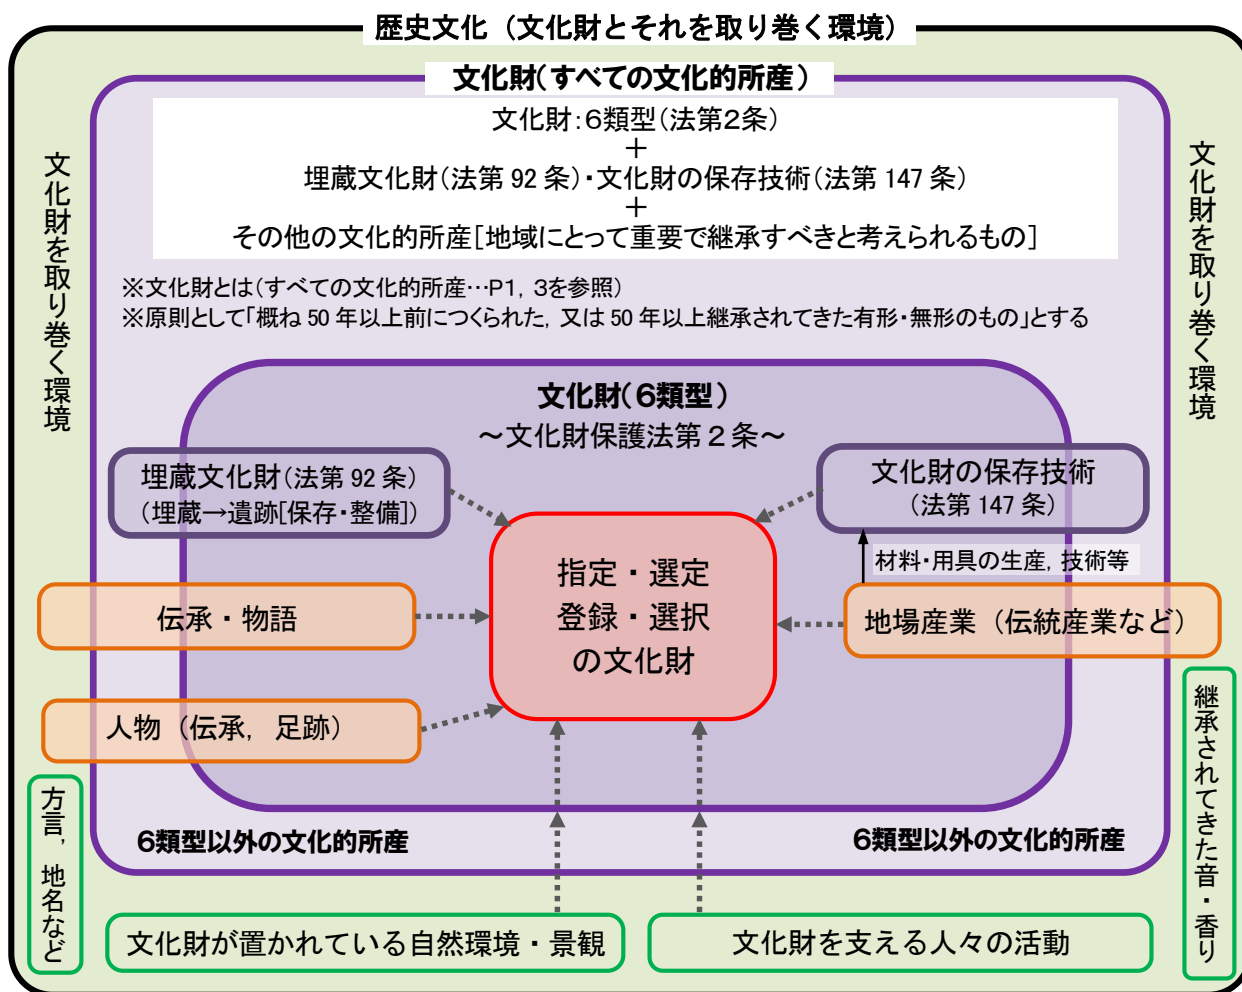 歴史文化（文化財とそれを取り巻く環境）
文化財（すべての文化的所産）
文化財：６類型（法第２条）
＋
埋蔵文化財（法第 92 条）・文化財の保存技術（法第 147 条）
＋
その他の文化的所産［地域にとって重要で継承すべきと考えられるもの］
※文化財とは（すべての文化的所産…P1，3を参照）
※原則として「概ね 50 年以上前につくられた，又は 50 年以上継承されてきた有形・無形のもの」とする
文化財を取り巻く環境
文化財を取り巻く環境
文化財（６類型）
～文化財保護法第２条～
埋蔵文化財（法第 92 条）
（埋蔵→遺跡［保存・整備］）
文化財の保存技術
（法第 147 条）
材料・用具の生産，技術等
指定・選定
登録・選択
の文化財
伝承・物語
地場産業（伝統産業など）
人物（伝承，足跡）
６類型以外の文化的所産
６類型以外の文化的所産
方言，地名など
継承されてきた音・香り
文化財が置かれている自然環境・景観
文化財を支える人々の活動